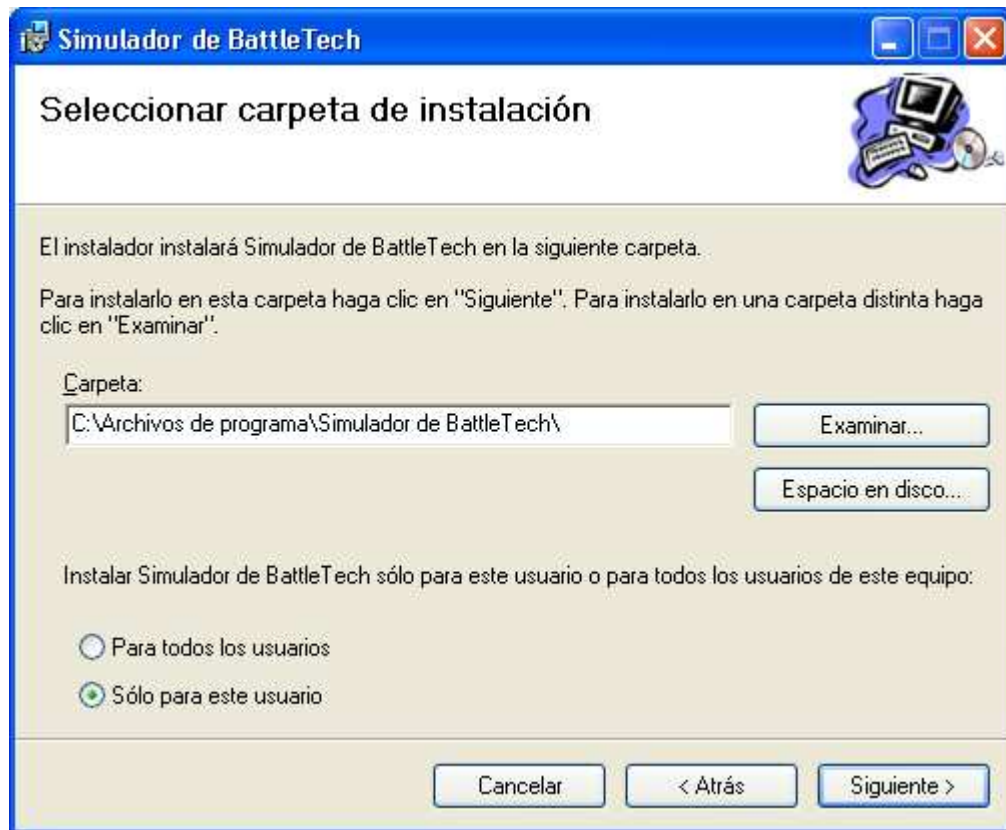 Simulador de BattleTech
Seleccionar carpeta de instalación
El instalador instalará Simulador de BattleTech en la siguiente carpeta.
Para instalarlo en esta carpeta haga clic en "Siguiente". Para instalarlo en una carpeta distinta haga
clic en "Examinar".
Carpeta:
C:\Archivos de programa\Simulador de BattleTech\
Examinar...
Espacio en disco...
Instalar Simulador de BattleTech sólo para este usuario o para todos los usuarios de este equipo:
Para todos los usuarios
Sólo para este usuario
Cancelar
< Atrás
Siguiente >